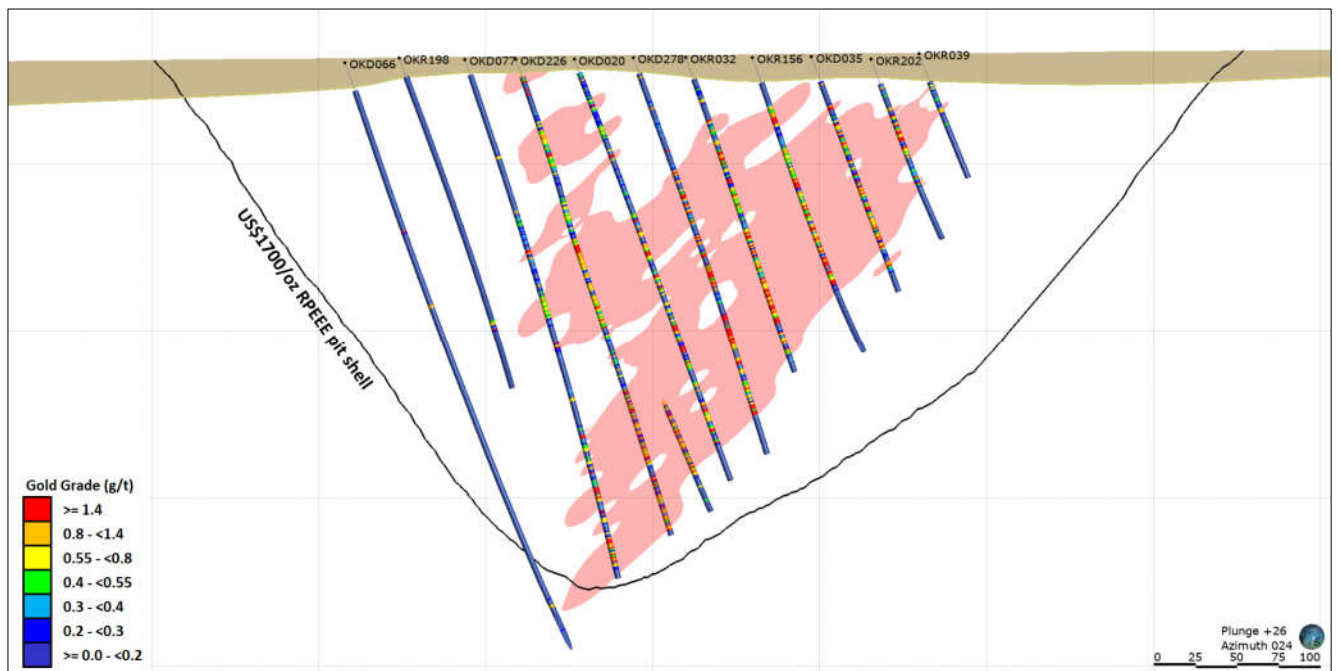 OKD066
OKR198
OKD077
OKD226
OKD020
OKD278
OKR032
OKR156
OKD035
OKR202
OKR039
US$1700/oz RPEEE pit shell
Gold Grade (g/t)
>= 1.4
0.8 - <1.4
0.55 - <0.8
0.4 - <0.55
0.3 - <0.4
0.2 - <0.3
>= 0.0 - <0.2
Plunge +26
Azimuth 024
0 25 50 75 100